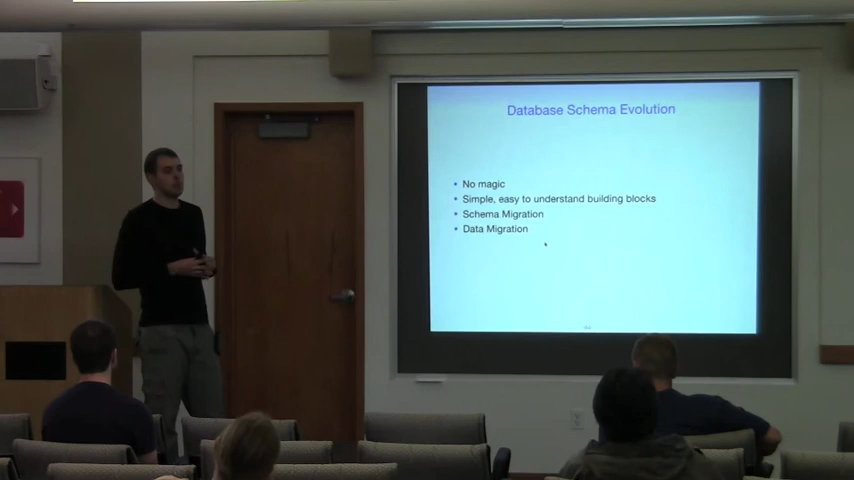 Database Schema Evolution
• No magic
• Simple, easy to understand building blocks
• Schema Migration
• Data Migration